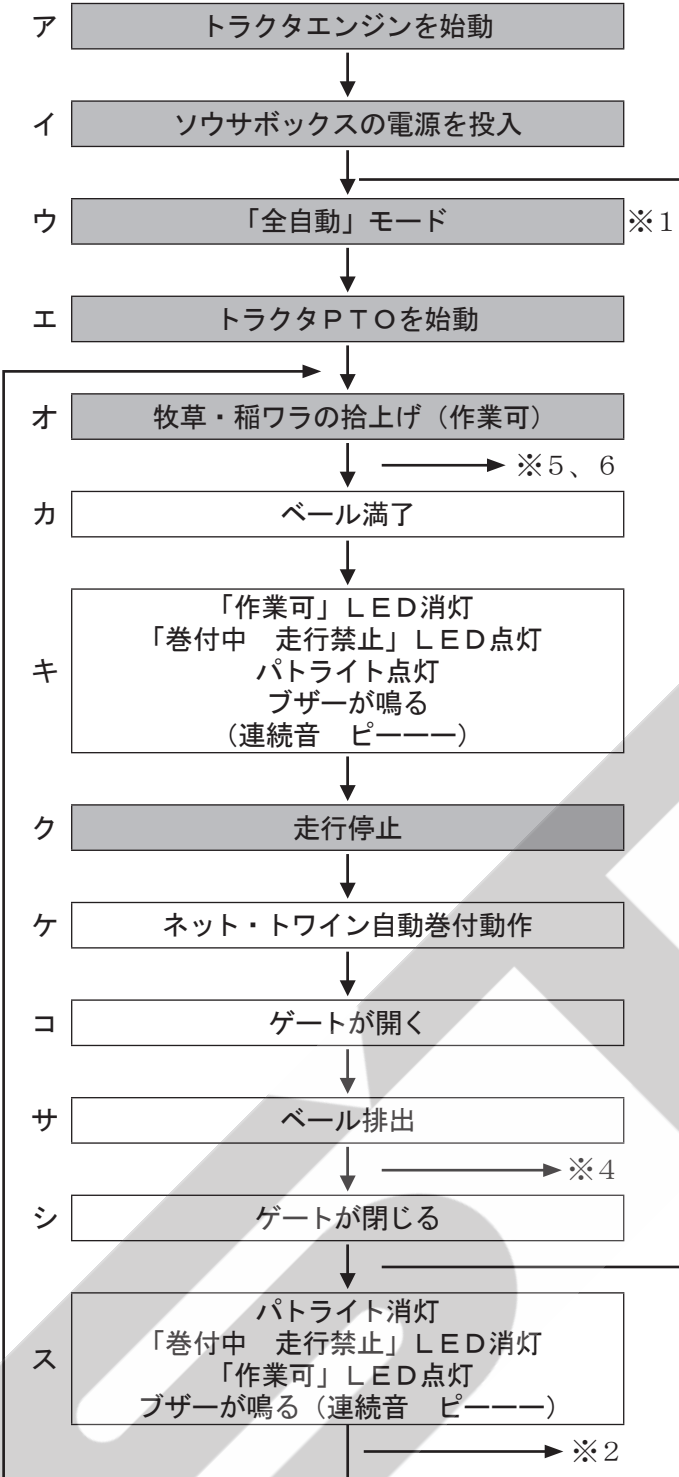 ア トラクタエンジンを始動
イ ソウサボックスの電源を投入
ウ 「全自動」モード ※1
エ トラクタPTOを始動
オ 牧草・稲ワラの拾上げ（作業可）
※5、6
カ ベール満了
キ 「作業可」LED消灯
「巻付中　走行禁止」LED点灯
パトライト点灯
ブザーが鳴る
（連続音　ピーーー）
ク 走行停止
ケ ネット・トワイン自動巻付動作
コ ゲートが開く
サ ベール排出
※4
シ ゲートが閉じる
ス パトライト消灯
「巻付中　走行禁止」LED消灯
「作業可」LED点灯
ブザーが鳴る（連続音　ピーーー）
※2